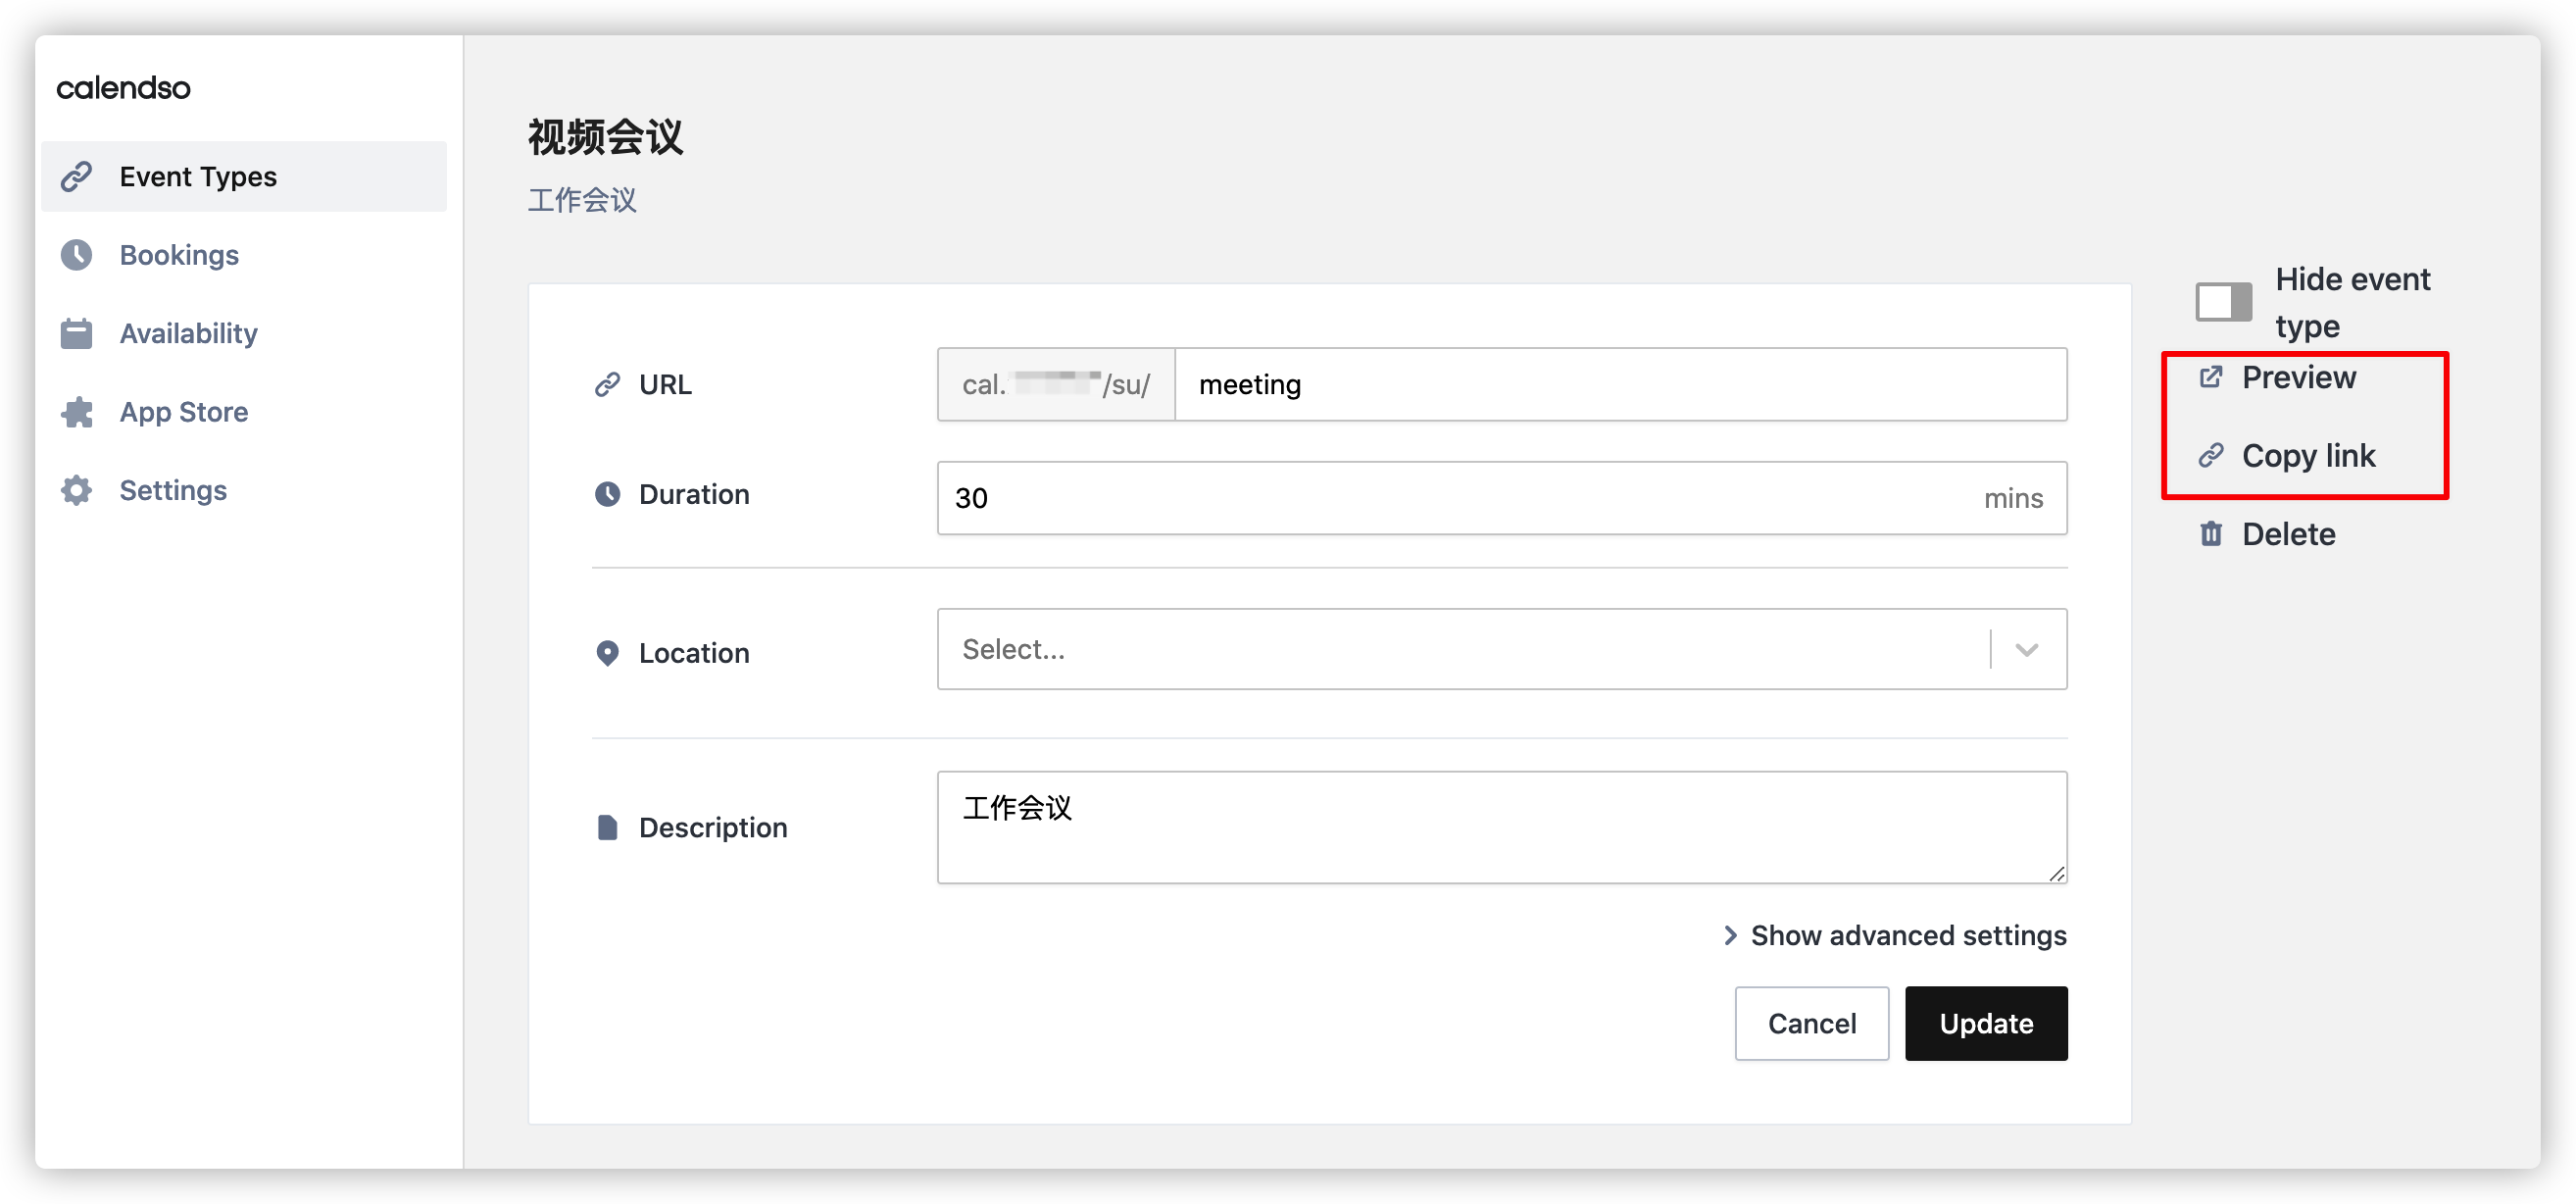 calendso
Event Types
Bookings
Availability
App Store
Settings
视频会议
工作会议
URL
cal. /su/
meeting
Duration
30
mins
Location
Select...
Description
工作会议
Show advanced settings
Cancel
Update
Hide event
type
Preview
Copy link
Delete